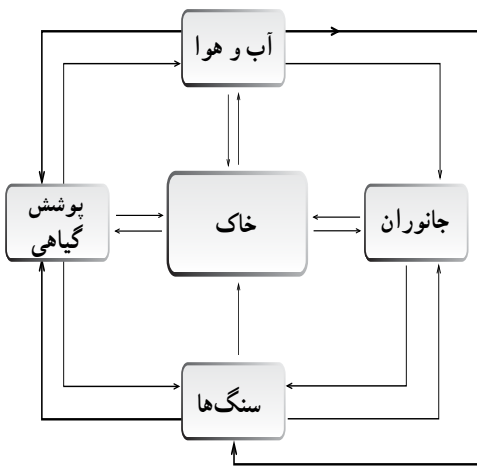 آب و هوا
پوشش
گیاهی
خاک
جانوران
سنگ‌ها